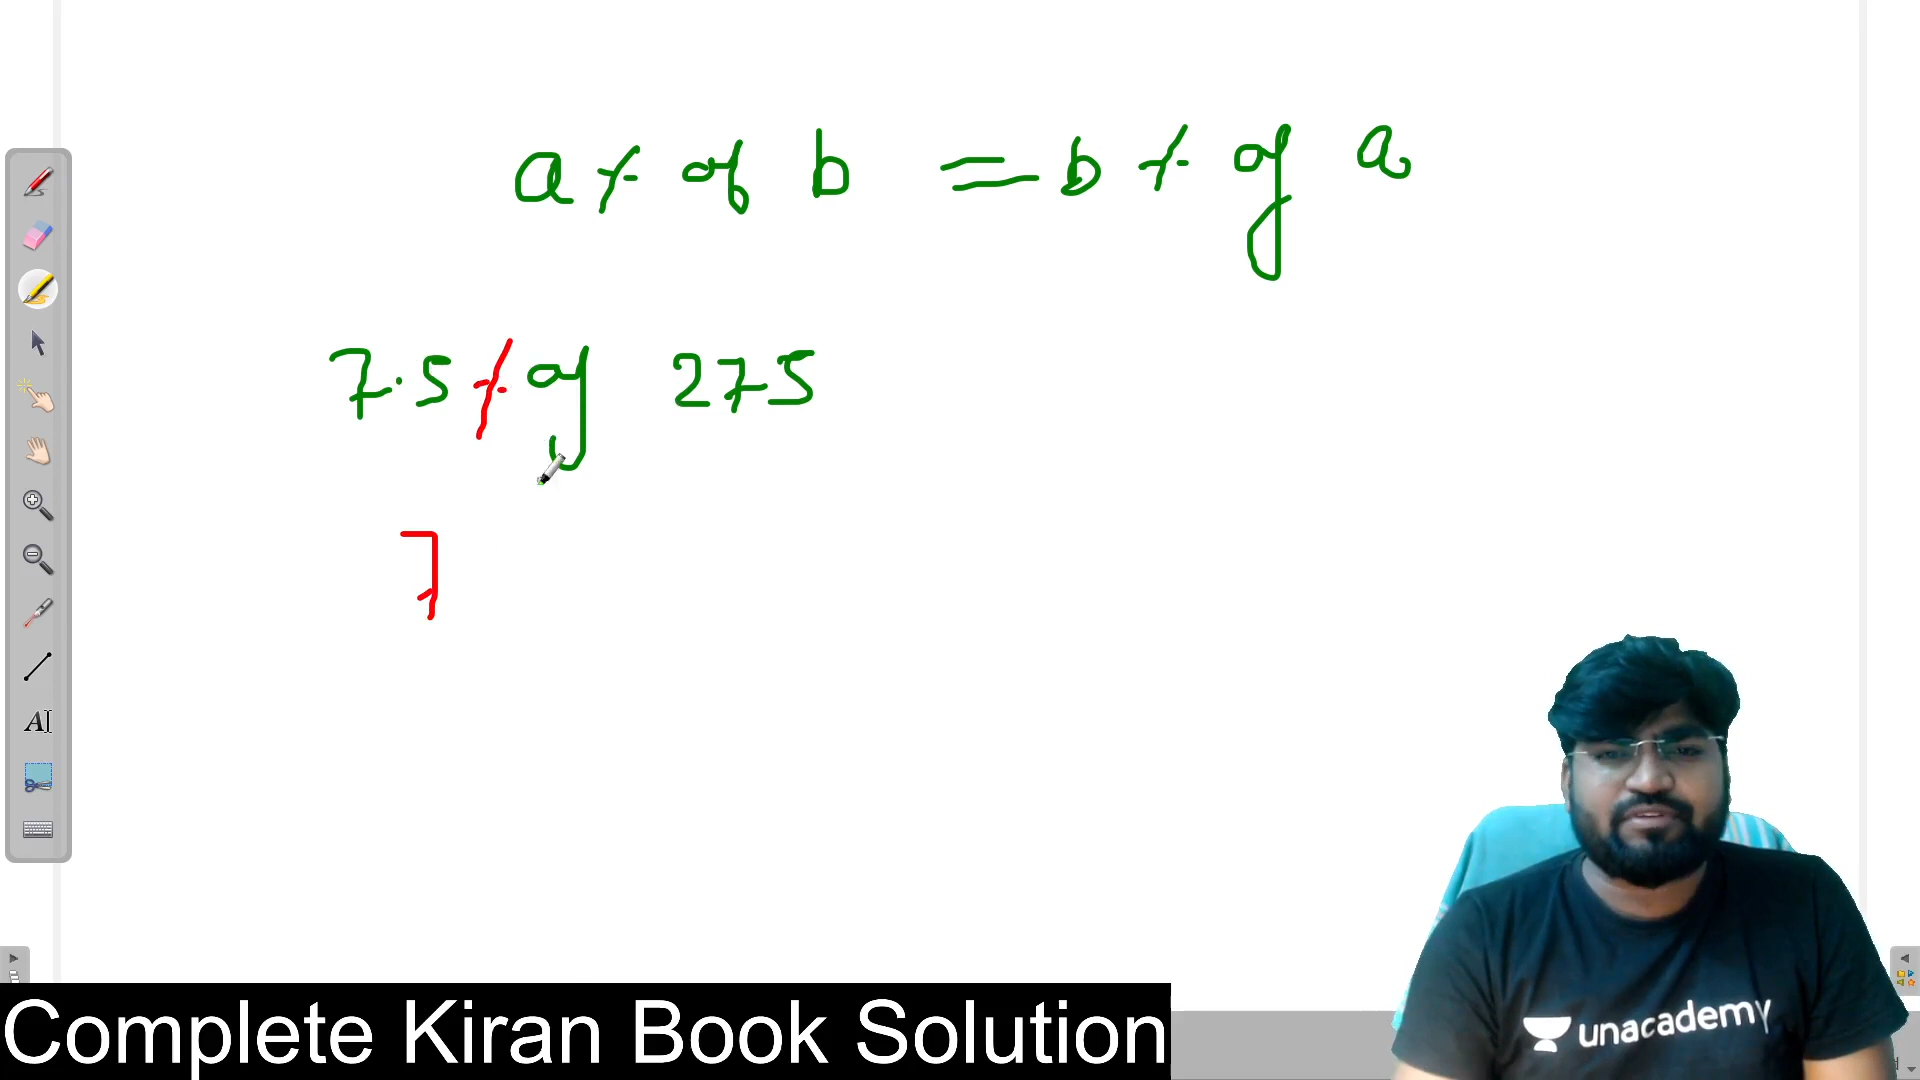 a % of b = b % of a
7.5 % of 275
7
unacademy
Complete Kiran Book Solution